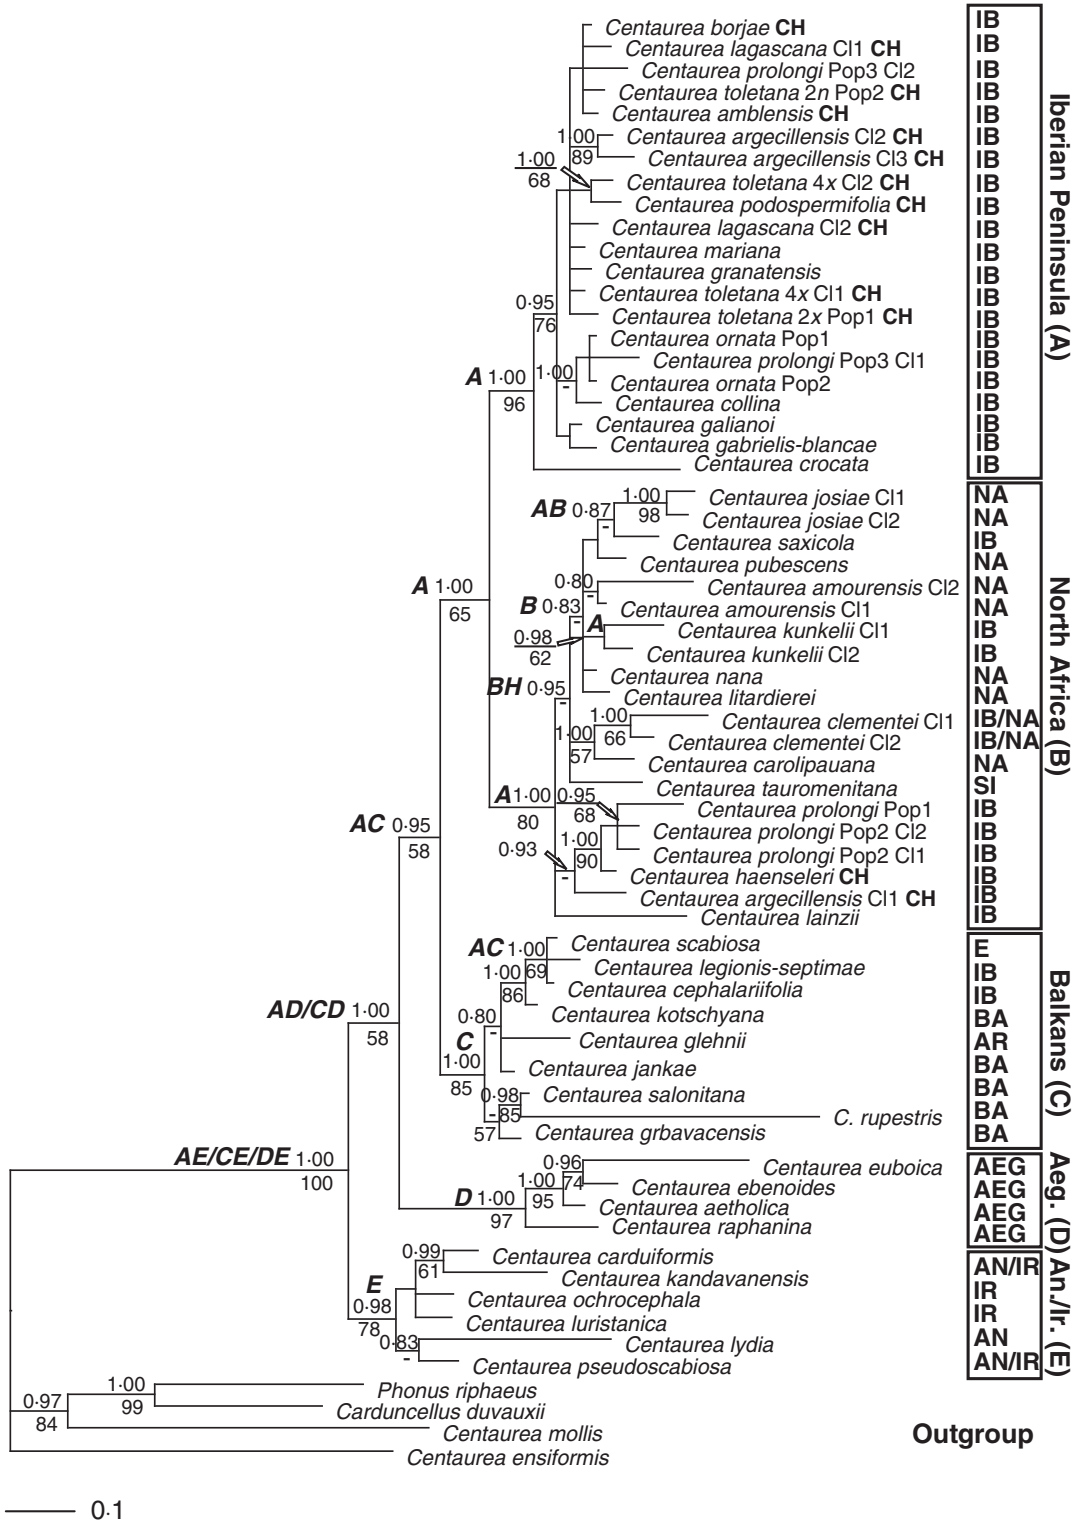 Centaurea borjae CH IB
Centaurea lagascana Cl1 CH IB
Centaurea prolongi Pop3 Cl2 IB
Centaurea toletana 2n Pop2 CH IB
Centaurea amblensis CH IB
1·00 Centaurea argecillensis Cl2 CH IB
89 Centaurea argecillensis Cl3 CH IB
1·00
68
Centaurea toletana 4x Cl2 CH IB
Centaurea podospermifolia CH IB
Centaurea lagascana Cl2 CH IB
Centaurea mariana IB
Centaurea granatensis IB
Centaurea toletana 4x Cl1 CH IB
0·95
76
Centaurea toletana 2x Pop1 CH IB
Centaurea ornata Pop1 IB
Centaurea prolongi Pop3 Cl1 IB
1·00
-
Centaurea ornata Pop2 IB
A 1·00
96
Centaurea collina IB
Centaurea galianoi IB
Centaurea gabrielis-blancae IB
Centaurea crocata IB
Iberian Peninsula (A)
1·00 Centaurea josiae Cl1 NA
98 Centaurea josiae Cl2 NA
AB 0·87
-
Centaurea saxicola IB
Centaurea pubescens NA
0·80 Centaurea amourensis Cl2 NA
-
Centaurea amourensis Cl1 NA
A 1·00
65
B 0·83
-
A Centaurea kunkelii Cl1 IB
0·98
62
Centaurea kunkelii Cl2 IB
Centaurea nana NA
Centaurea litardierei NA
BH 0·95
-
1·00 Centaurea clementei Cl1 IB/NA
66 Centaurea clementei Cl2 IB/NA
1·00
57
Centaurea carolipauana NA
Centaurea tauromenitana SI
A 1·00
80
0·95
68
Centaurea prolongi Pop1 IB
Centaurea prolongi Pop2 Cl2 IB
1·00
90
Centaurea prolongi Pop2 Cl1 IB
0·93
-
Centaurea haenseleri CH IB
Centaurea argecillensis Cl1 CH IB
Centaurea lainzii IB
North Africa (B)
AC 0·95
58
AC 1·00
69
Centaurea scabiosa E
Centaurea legionis-septimae IB
1·00
86
Centaurea cephalariifolia IB
Centaurea kotschyana BA
0·80
-
Centaurea glehnii AR
C
1·00
85
Centaurea jankae BA
0·98
85
Centaurea salonitana BA
C. rupestris BA
-
57
Centaurea grbavacensis BA
Balkans (C)
AD/CD 1·00
58
AE/CE/DE 1·00
100
0·96
74
Centaurea euboica AEG
1·00
95
Centaurea ebenoides AEG
D 1·00
97
Centaurea aetholica AEG
Centaurea raphanina AEG
Aeg. (D)
0·99
61
Centaurea carduiformis AN/IR
Centaurea kandavanensis IR
E
0·98
78
Centaurea ochrocephala IR
Centaurea luristanica AN
0·83
-
Centaurea lydia AN/IR
Centaurea pseudoscabiosa
An./Ir. (E)
1·00
99
Phonus riphaeus
Carduncellus duvauxii
0·97
84
Centaurea mollis
Centaurea ensiformis
Outgroup
0·1